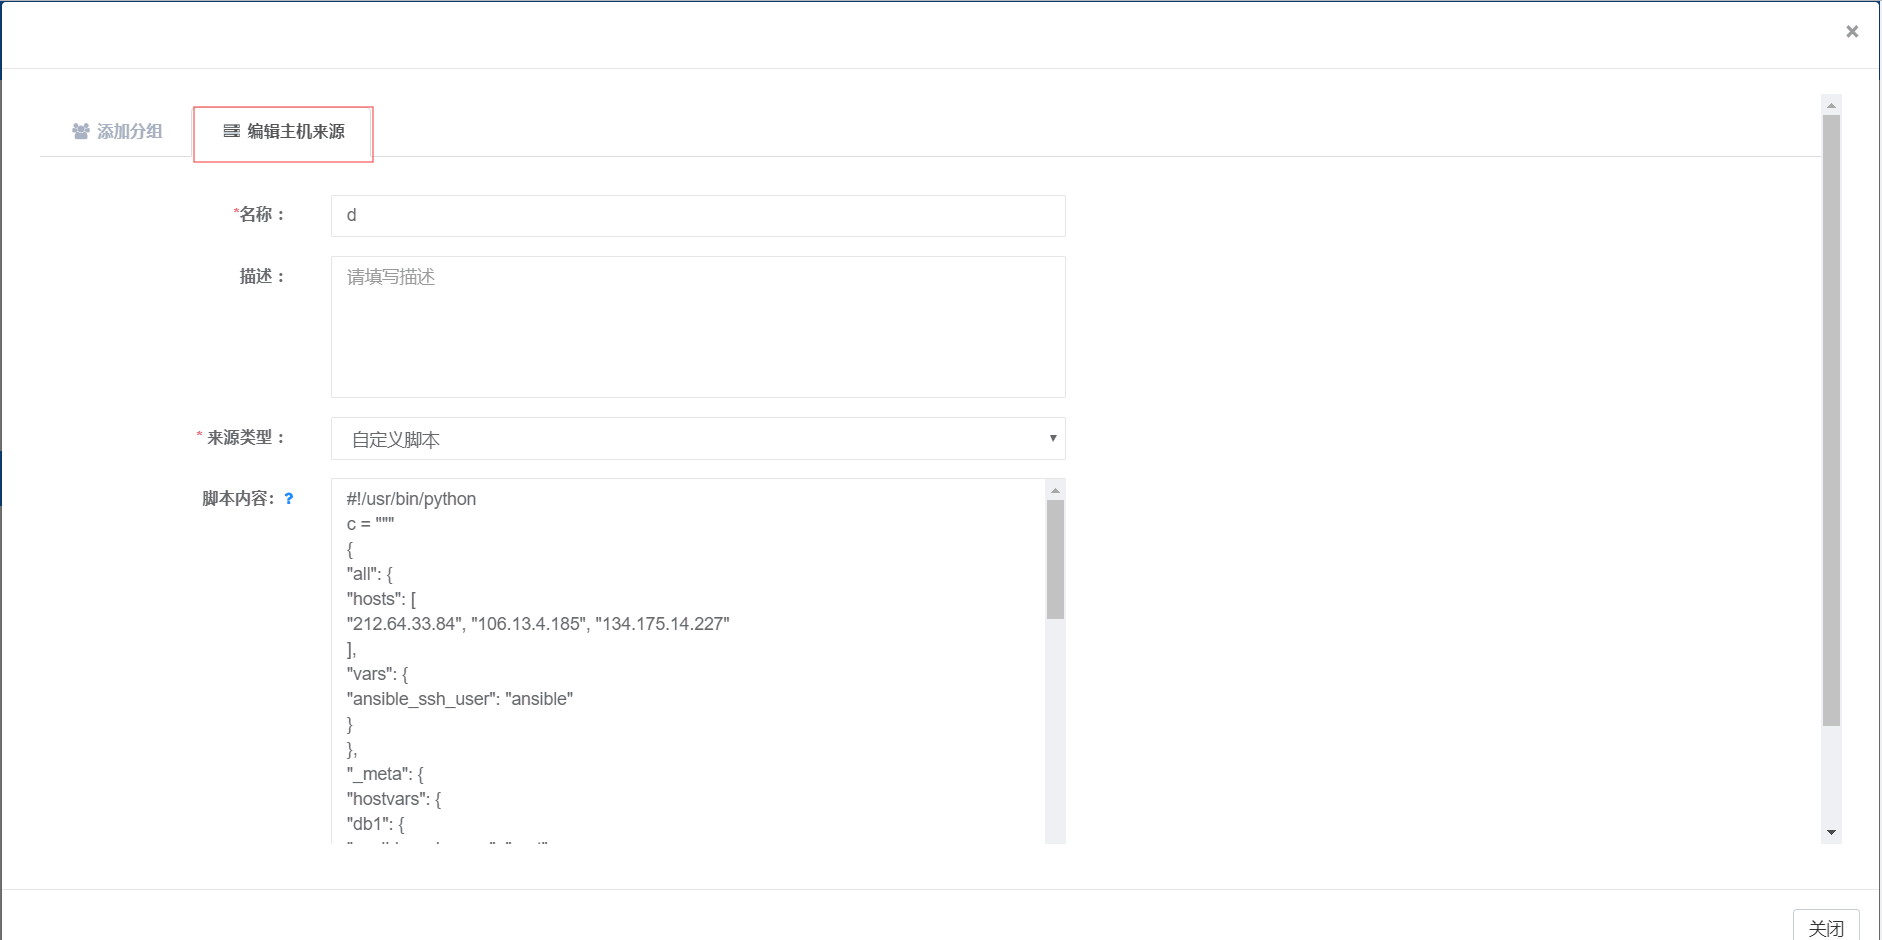 ×
添加分组 编辑主机来源
*名称： d
描述： 请填写描述
* 来源类型： 自定义脚本
脚本内容: ? #!/usr/bin/python
c = """
{
"all": {
"hosts": [
"212.64.33.84", "106.13.4.185", "134.175.14.227"
],
"vars": {
"ansible_ssh_user": "ansible"
}
},
"_meta": {
"hostvars": {
"db1": {
关闭